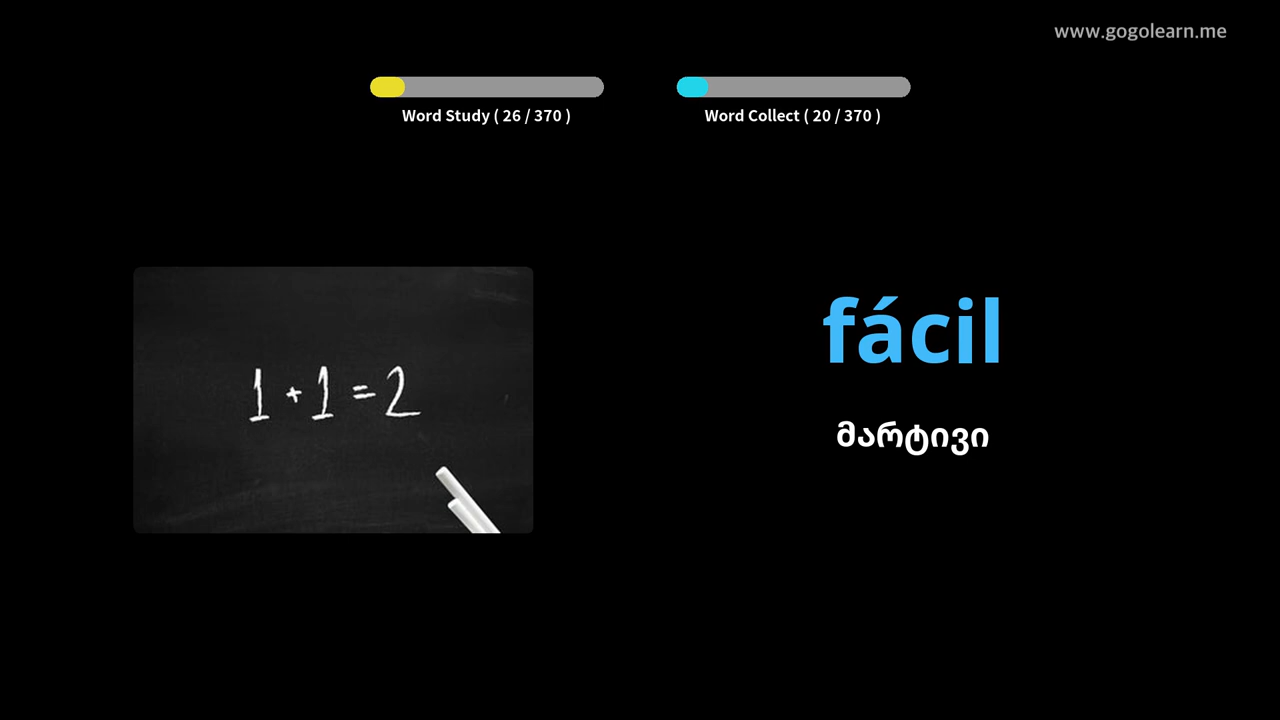 www.gogolearn.me
Word Study ( 26 / 370 )
Word Collect ( 20 / 370 )
1 + 1 = 2
fácil
მარტივი